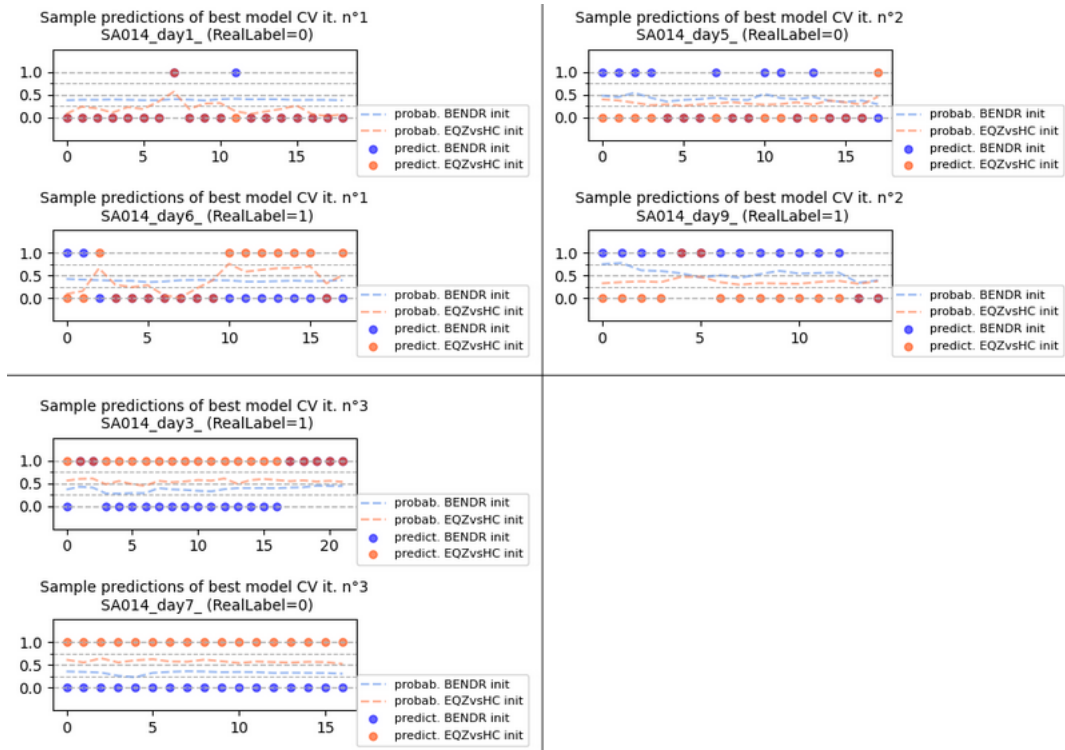 Sample predictions of best model CV it. n°1
SA014_day1_ (RealLabel=0)
1.0
0.5
0.0
0 5 10 15
probab. BENDR init
probab. EQZvsHC init
predict. BENDR init
predict. EQZvsHC init
Sample predictions of best model CV it. n°1
SA014_day6_ (RealLabel=1)
1.0
0.5
0.0
0 5 10 15
probab. BENDR init
probab. EQZvsHC init
predict. BENDR init
predict. EQZvsHC init
Sample predictions of best model CV it. n°2
SA014_day5_ (RealLabel=0)
1.0
0.5
0.0
0 5 10 15
probab. BENDR init
probab. EQZvsHC init
predict. BENDR init
predict. EQZvsHC init
Sample predictions of best model CV it. n°2
SA014_day9_ (RealLabel=1)
1.0
0.5
0.0
0 5 10
probab. BENDR init
probab. EQZvsHC init
predict. BENDR init
predict. EQZvsHC init
Sample predictions of best model CV it. n°3
SA014_day3_ (RealLabel=1)
1.0
0.5
0.0
0 5 10 15 20
probab. BENDR init
probab. EQZvsHC init
predict. BENDR init
predict. EQZvsHC init
Sample predictions of best model CV it. n°3
SA014_day7_ (RealLabel=0)
1.0
0.5
0.0
0 5 10 15
probab. BENDR init
probab. EQZvsHC init
predict. BENDR init
predict. EQZvsHC init